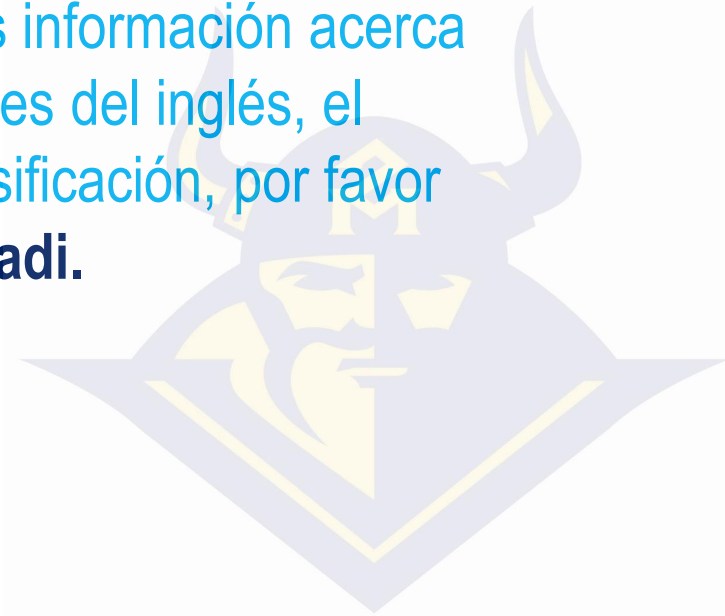 s información acerca
es del inglés, el
sificación, por favor
adi.
M